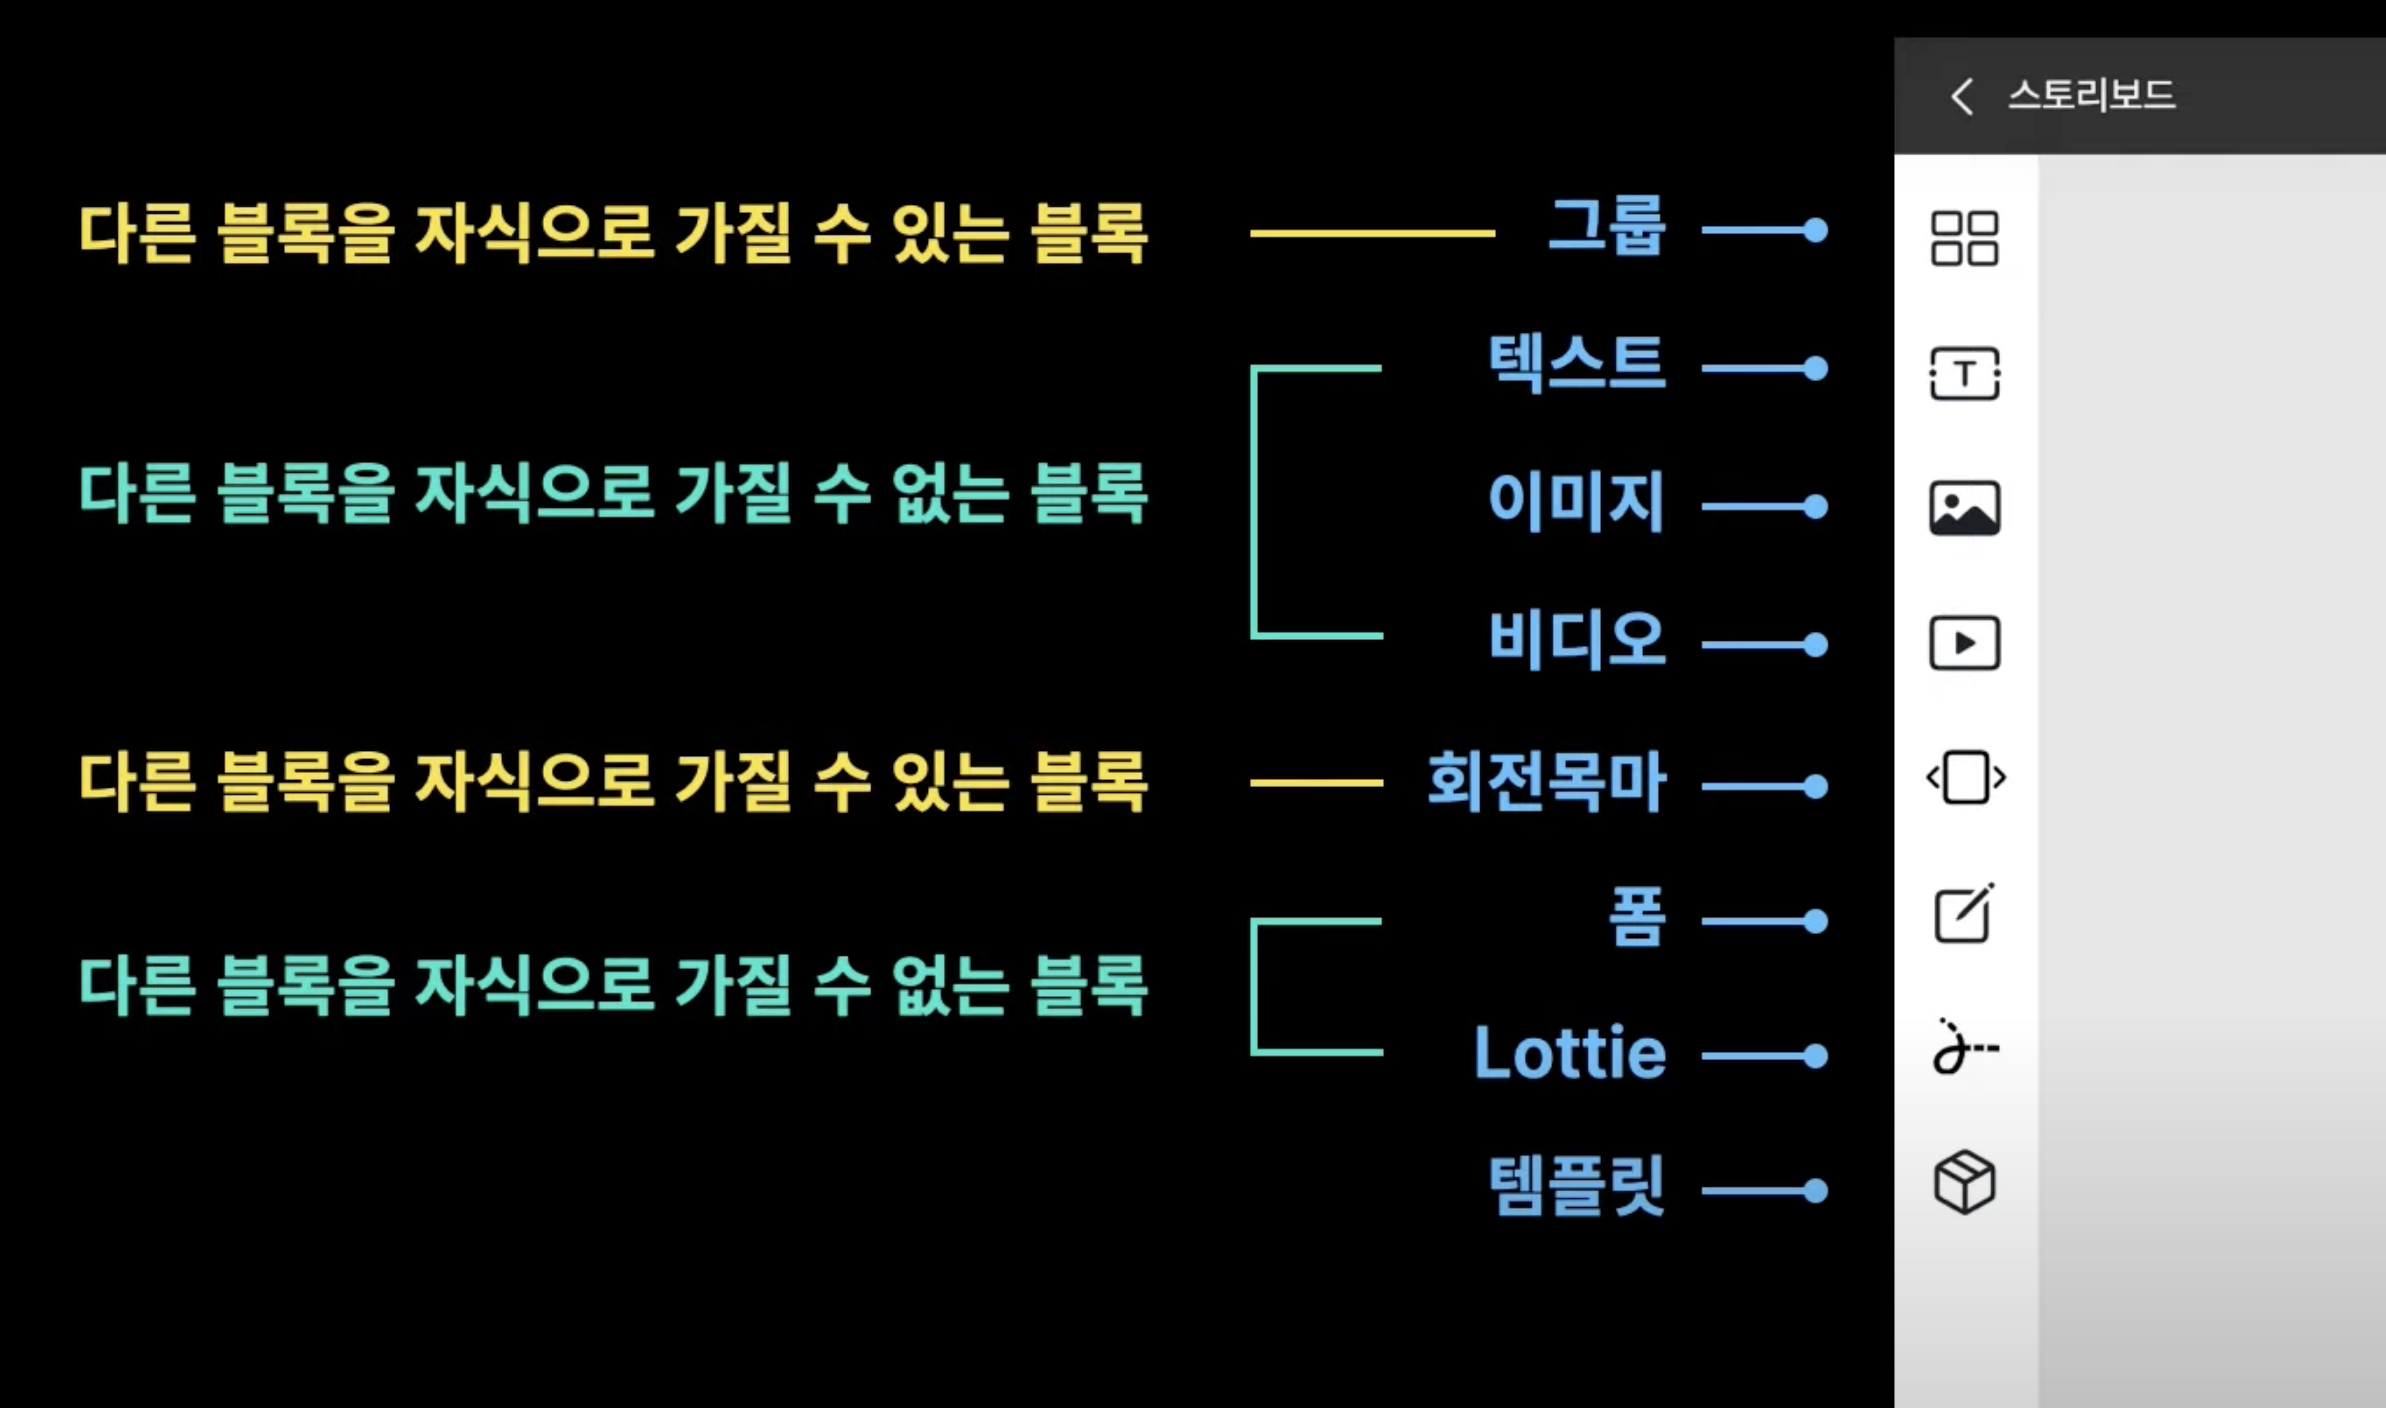 스토리보드
다른 블록을 자식으로 가질 수 있는 블록
그룹
텍스트
다른 블록을 자식으로 가질 수 없는 블록
이미지
비디오
다른 블록을 자식으로 가질 수 있는 블록
회전목마
폼
다른 블록을 자식으로 가질 수 없는 블록
Lottie
템플릿